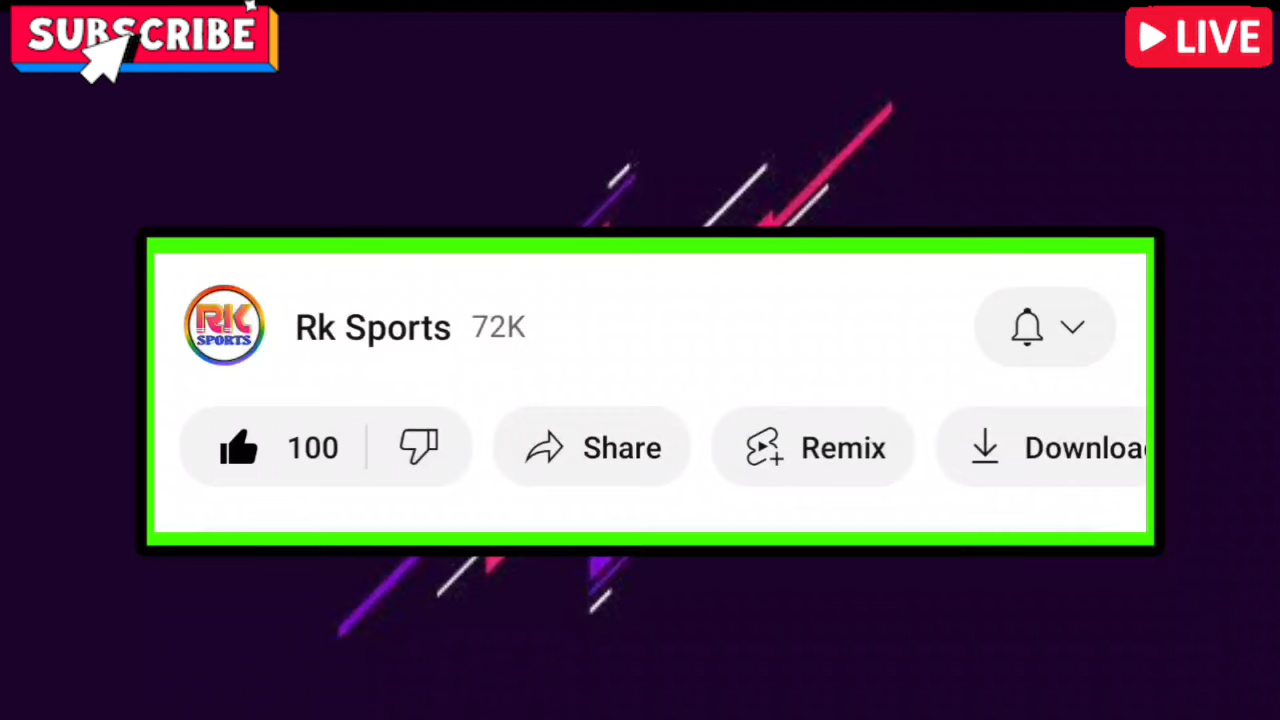 SUBSCRIBE
LIVE
RK
SPORTS
Rk Sports 72K
100 Share Remix Downloa